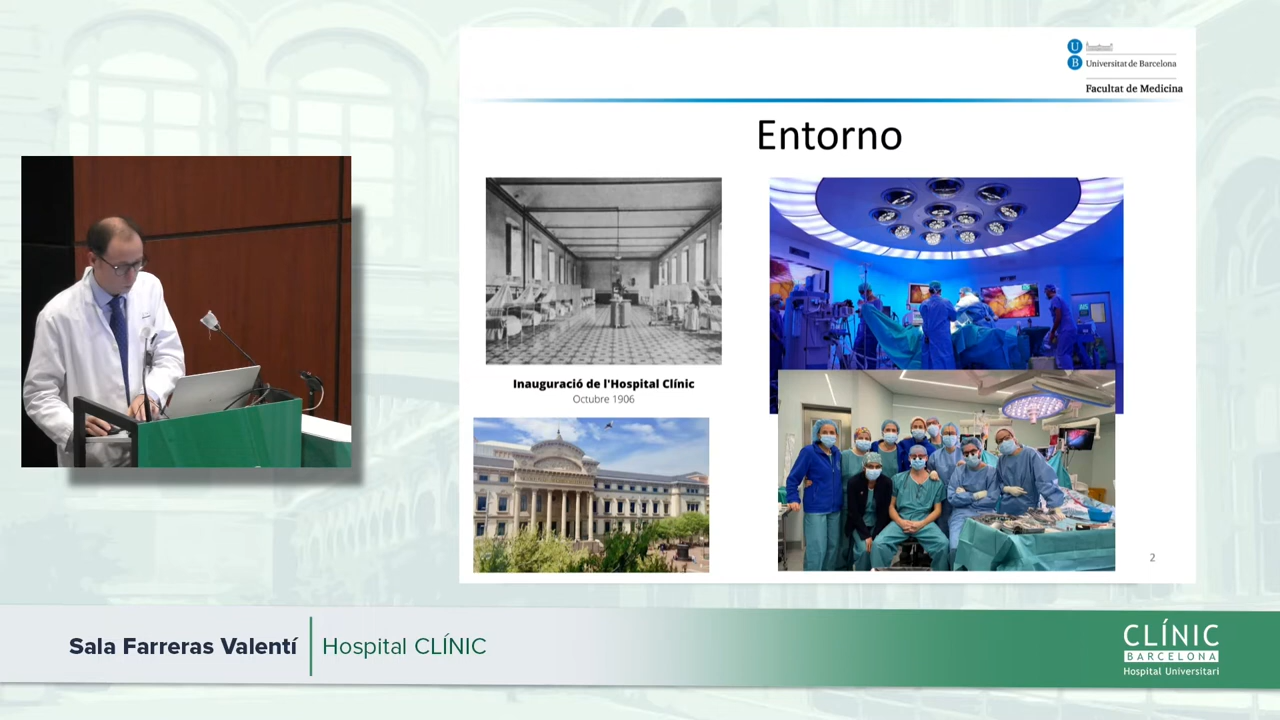 U
B
Universitat de Barcelona
Facultat de Medicina
Entorno
Inauguració de l'Hospital Clínic
Octubre 1906
2
Sala Farreras Valentí
Hospital CLÍNIC
CLÍNIC
BARCELONA
Hospital Universitari